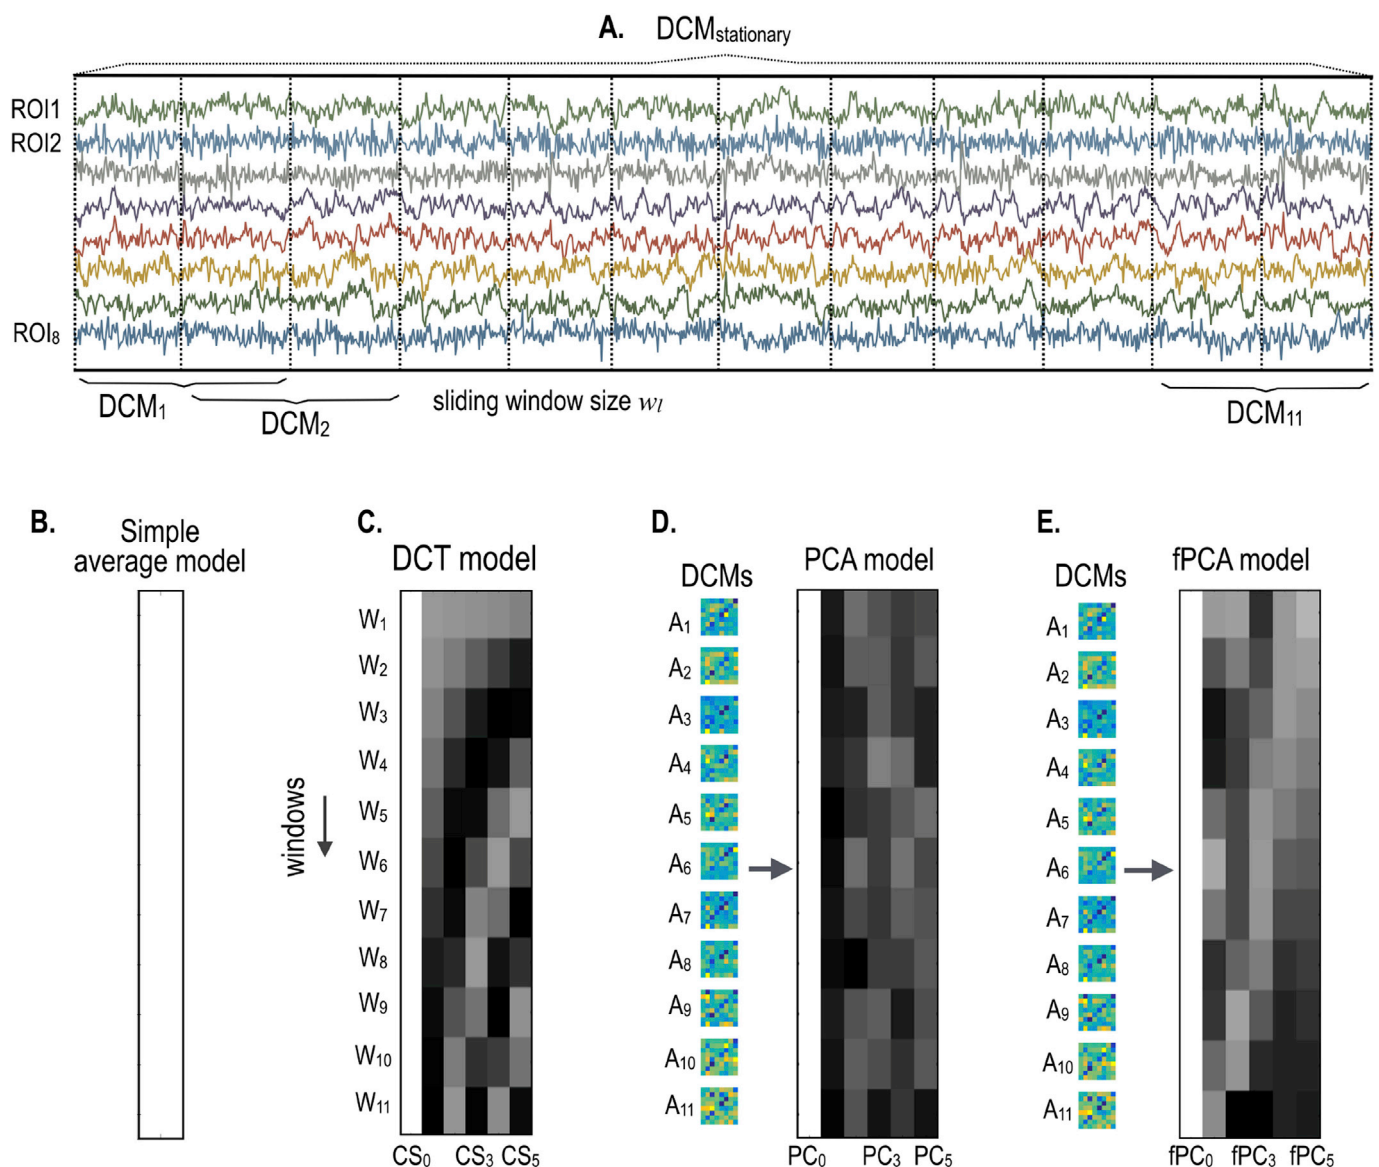 A. DCMstationary
ROI1
ROI2
ROI8
DCM1
DCM2
sliding window size wl
DCM11
B.
Simple
average model
C.
DCT model
windows
W1
W2
W3
W4
W5
W6
W7
W8
W9
W10
W11
CS0 CS3 CS5
D.
PCA model
DCMs
A1
A2
A3
A4
A5
A6
A7
A8
A9
A10
A11
PC0 PC3 PC5
E.
fPCA model
DCMs
A1
A2
A3
A4
A5
A6
A7
A8
A9
A10
A11
fPC0 fPC3 fPC5